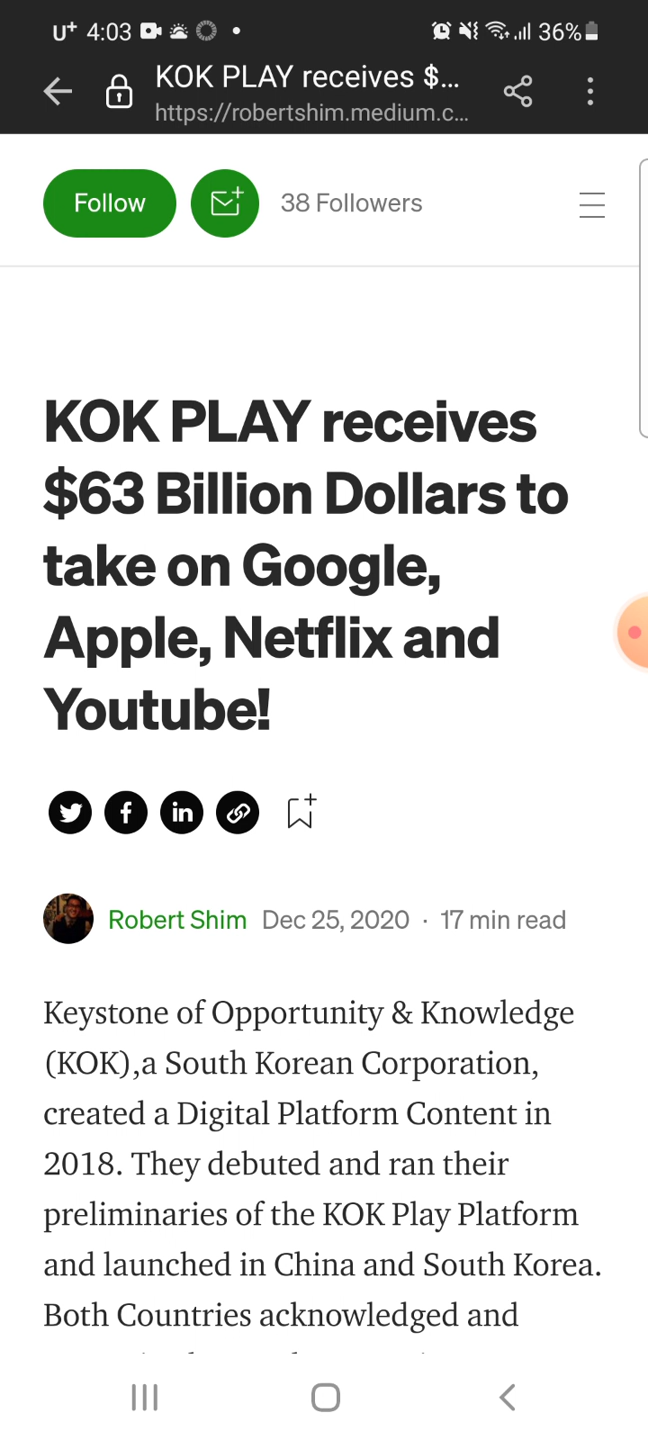 U+ 4:03 36%
KOK PLAY receives $...
https://robertshim.medium.c...
Follow 38 Followers
KOK PLAY receives
$63 Billion Dollars to
take on Google,
Apple, Netflix and
Youtube!
Robert Shim Dec 25, 2020 · 17 min read
Keystone of Opportunity & Knowledge
(KOK),a South Korean Corporation,
created a Digital Platform Content in
2018. They debuted and ran their
preliminaries of the KOK Play Platform
and launched in China and South Korea.
Both Countries acknowledged and